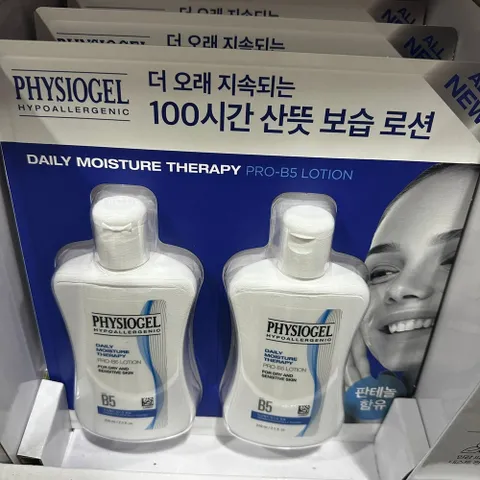 더 오래 지속되는
ALL
NEW
PHYSIOGEL
HYPOALLERGENIC
더 오래 지속되는
100시간 산뜻 보습 로션
DAILY MOISTURE THERAPY PRO-B5 LOTION
PHYSIOGEL
HYPOALLERGENIC
DAILY
MOISTURE
THERAPY
PRO-B5 LOTION
FOR DRY AND
SENSITIVE SKIN
B5
PHYSIOGEL
HYPOALLERGENIC
DAILY
MOISTURE
THERAPY
PRO-B5 LOTION
FOR DRY AND
SENSITIVE SKIN
B5
판테놀
함유